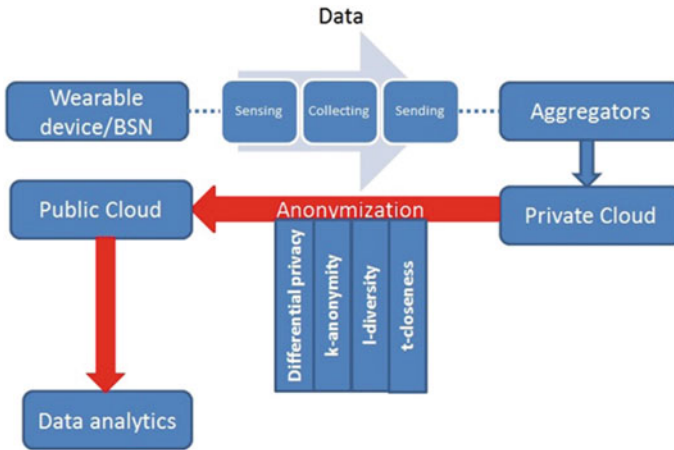 Data
Wearable
device/BSN
Sensing
Collecting
Sending
Aggregators
Public Cloud
Anonymization
Private Cloud
Differential privacy
k-anonymity
l-diversity
t-closeness
Data analytics